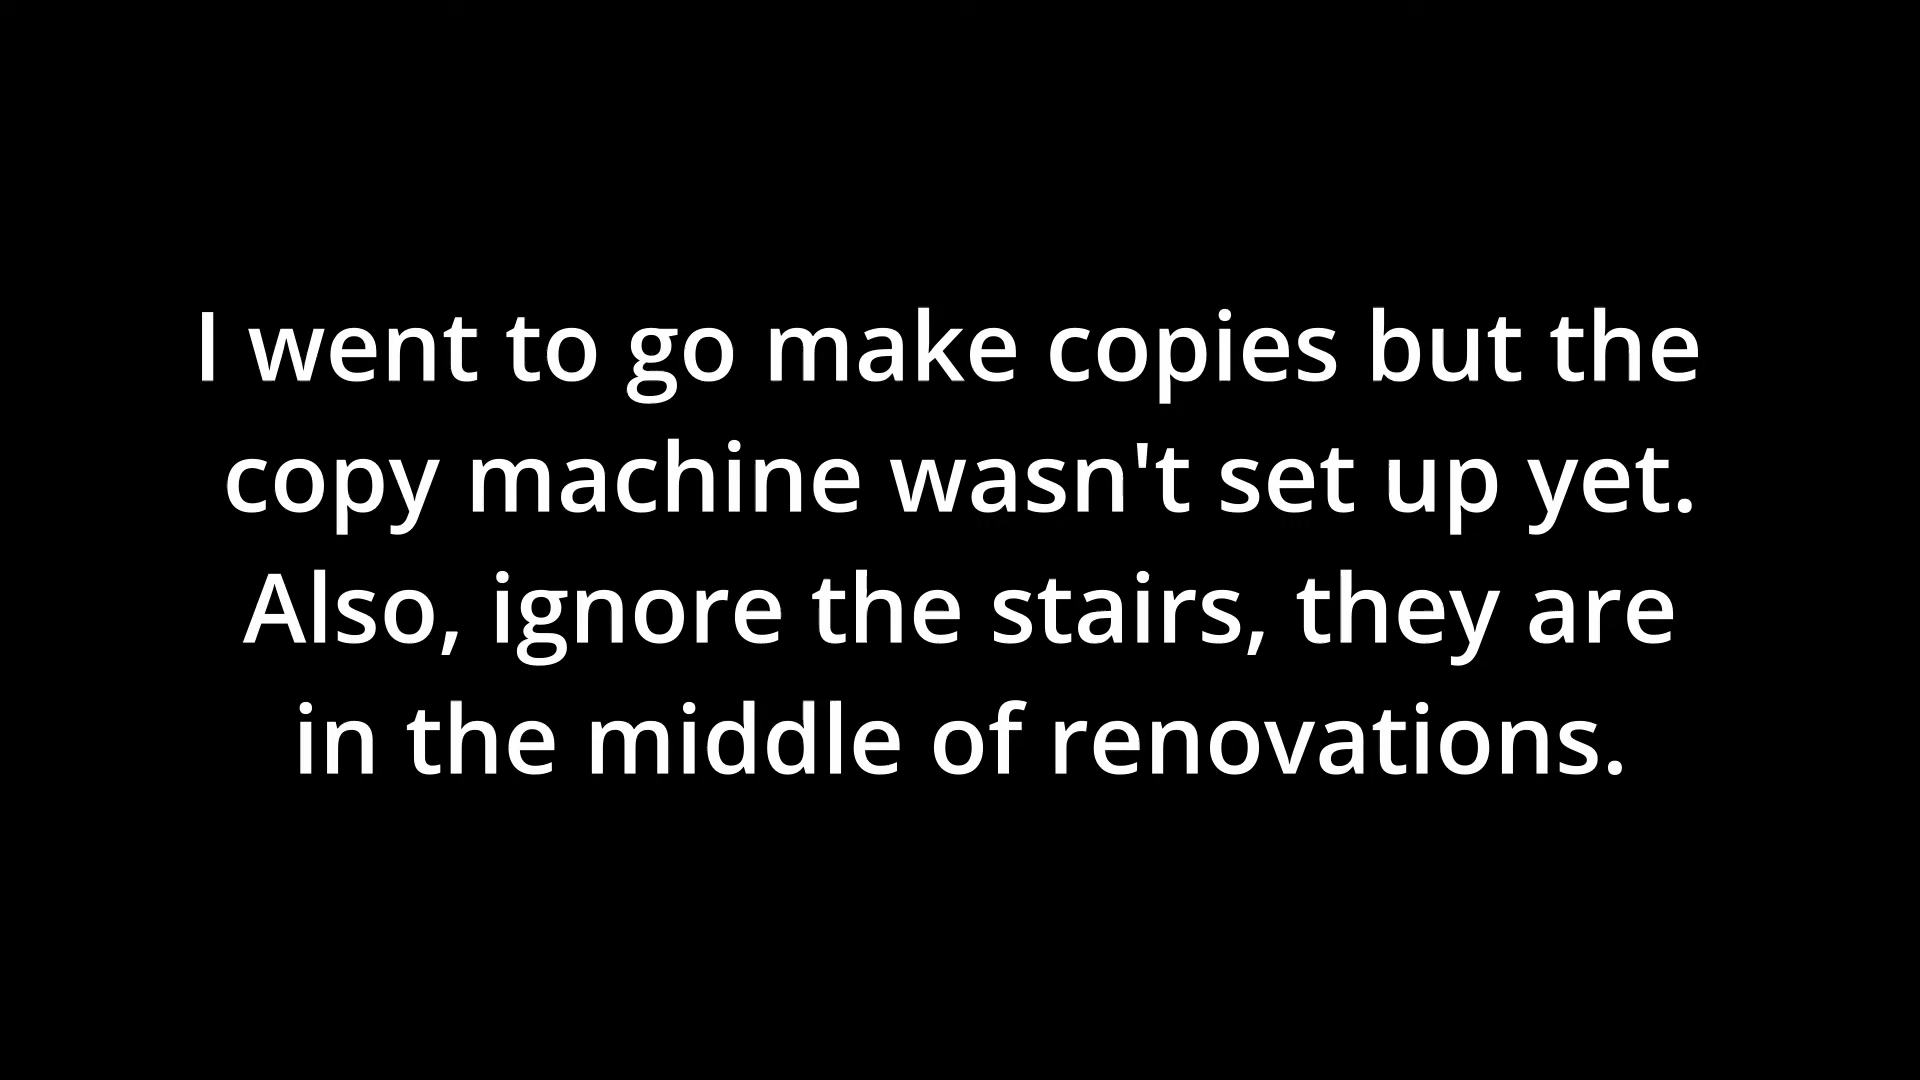 I went to go make copies but the
copy machine wasn't set up yet.
Also, ignore the stairs, they are
in the middle of renovations.